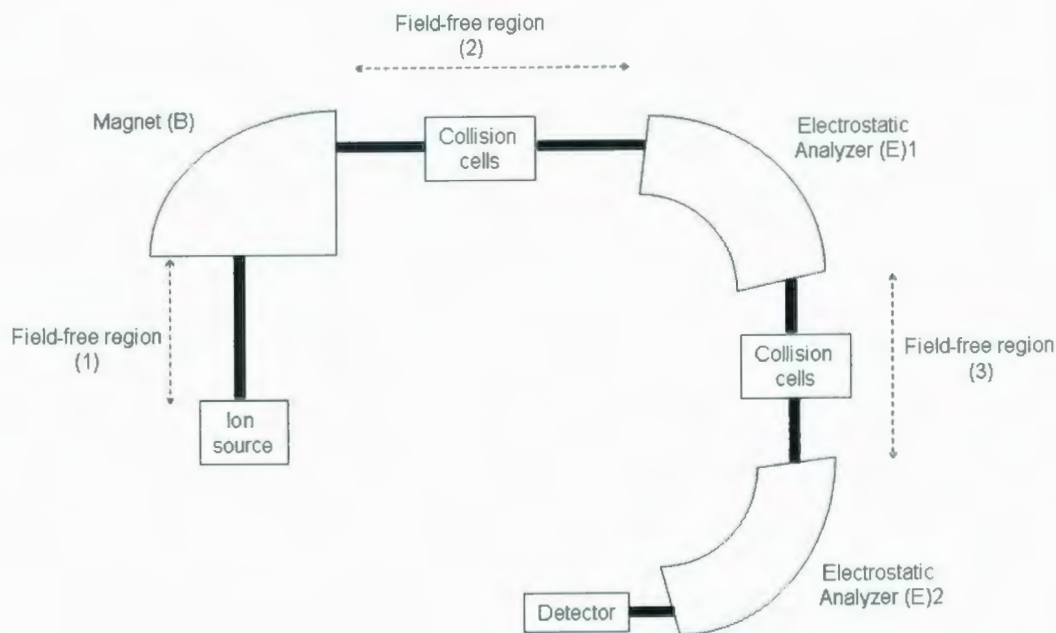 Field-free region
(2)
Magnet (B)
Collision
cells
Electrostatic
Analyzer (E)1
Field-free region
(1)
Ion
source
Collision
cells
Field-free region
(3)
Electrostatic
Analyzer (E)2
Detector